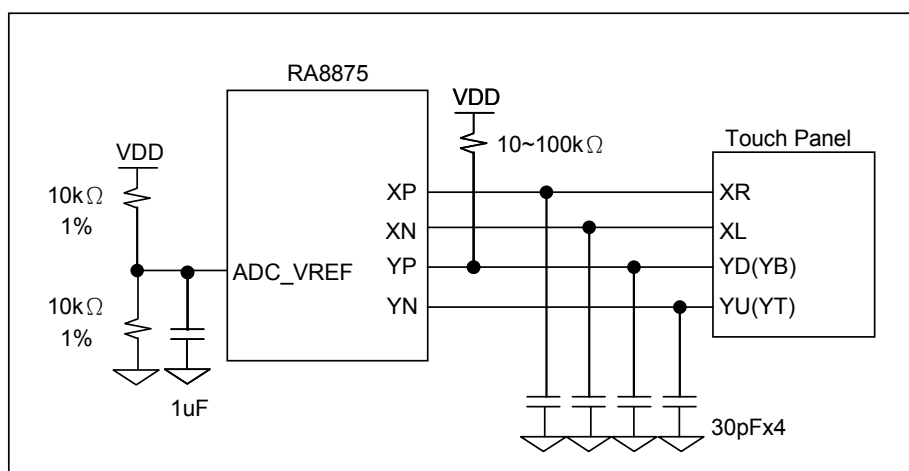 RA8875
VDD
10kΩ
1%
10kΩ
1%
1uF
ADC_VREF
XP
XN
YP
YN
VDD
10~100kΩ
Touch Panel
XR
XL
YD(YB)
YU(YT)
30pFx4